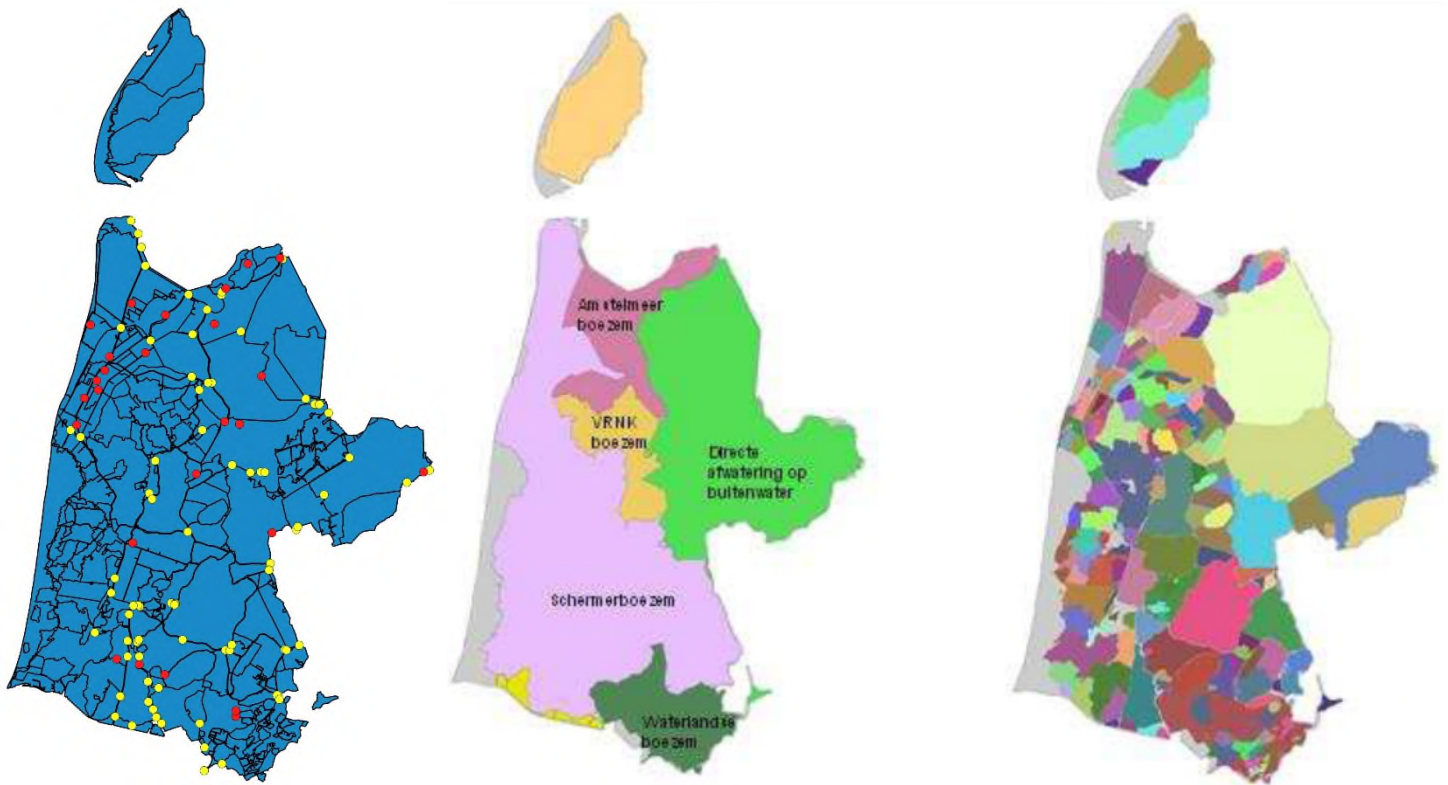 Amstelmeer
boezem
VRNK
boezem
Directe
afwatering op
buitenwater
Schermerboezem
Waterlandse
boezem